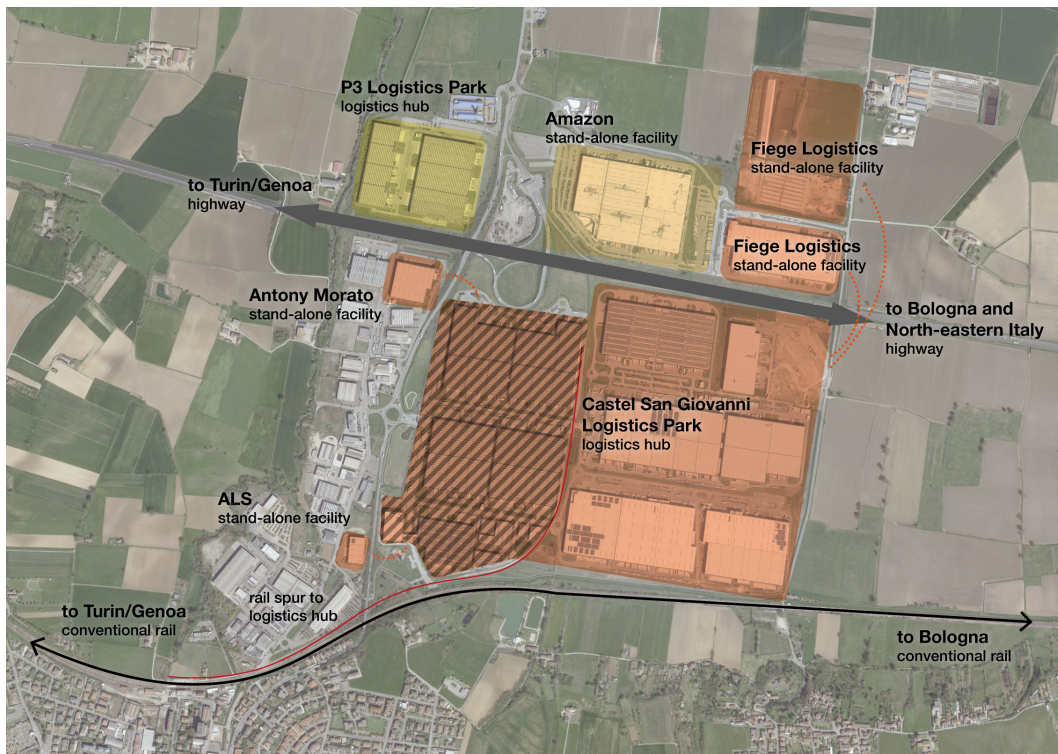 P3 Logistics Park
logistics hub
Amazon
stand-alone facility
Fiege Logistics
stand-alone facility
to Turin/Genoa
highway
Fiege Logistics
stand-alone facility
Antony Morato
stand-alone facility
to Bologna and
North-eastern Italy
highway
Castel San Giovanni
Logistics Park
logistics hub
ALS
stand-alone facility
rail spur to
logistics hub
to Turin/Genoa
conventional rail
to Bologna
conventional rail